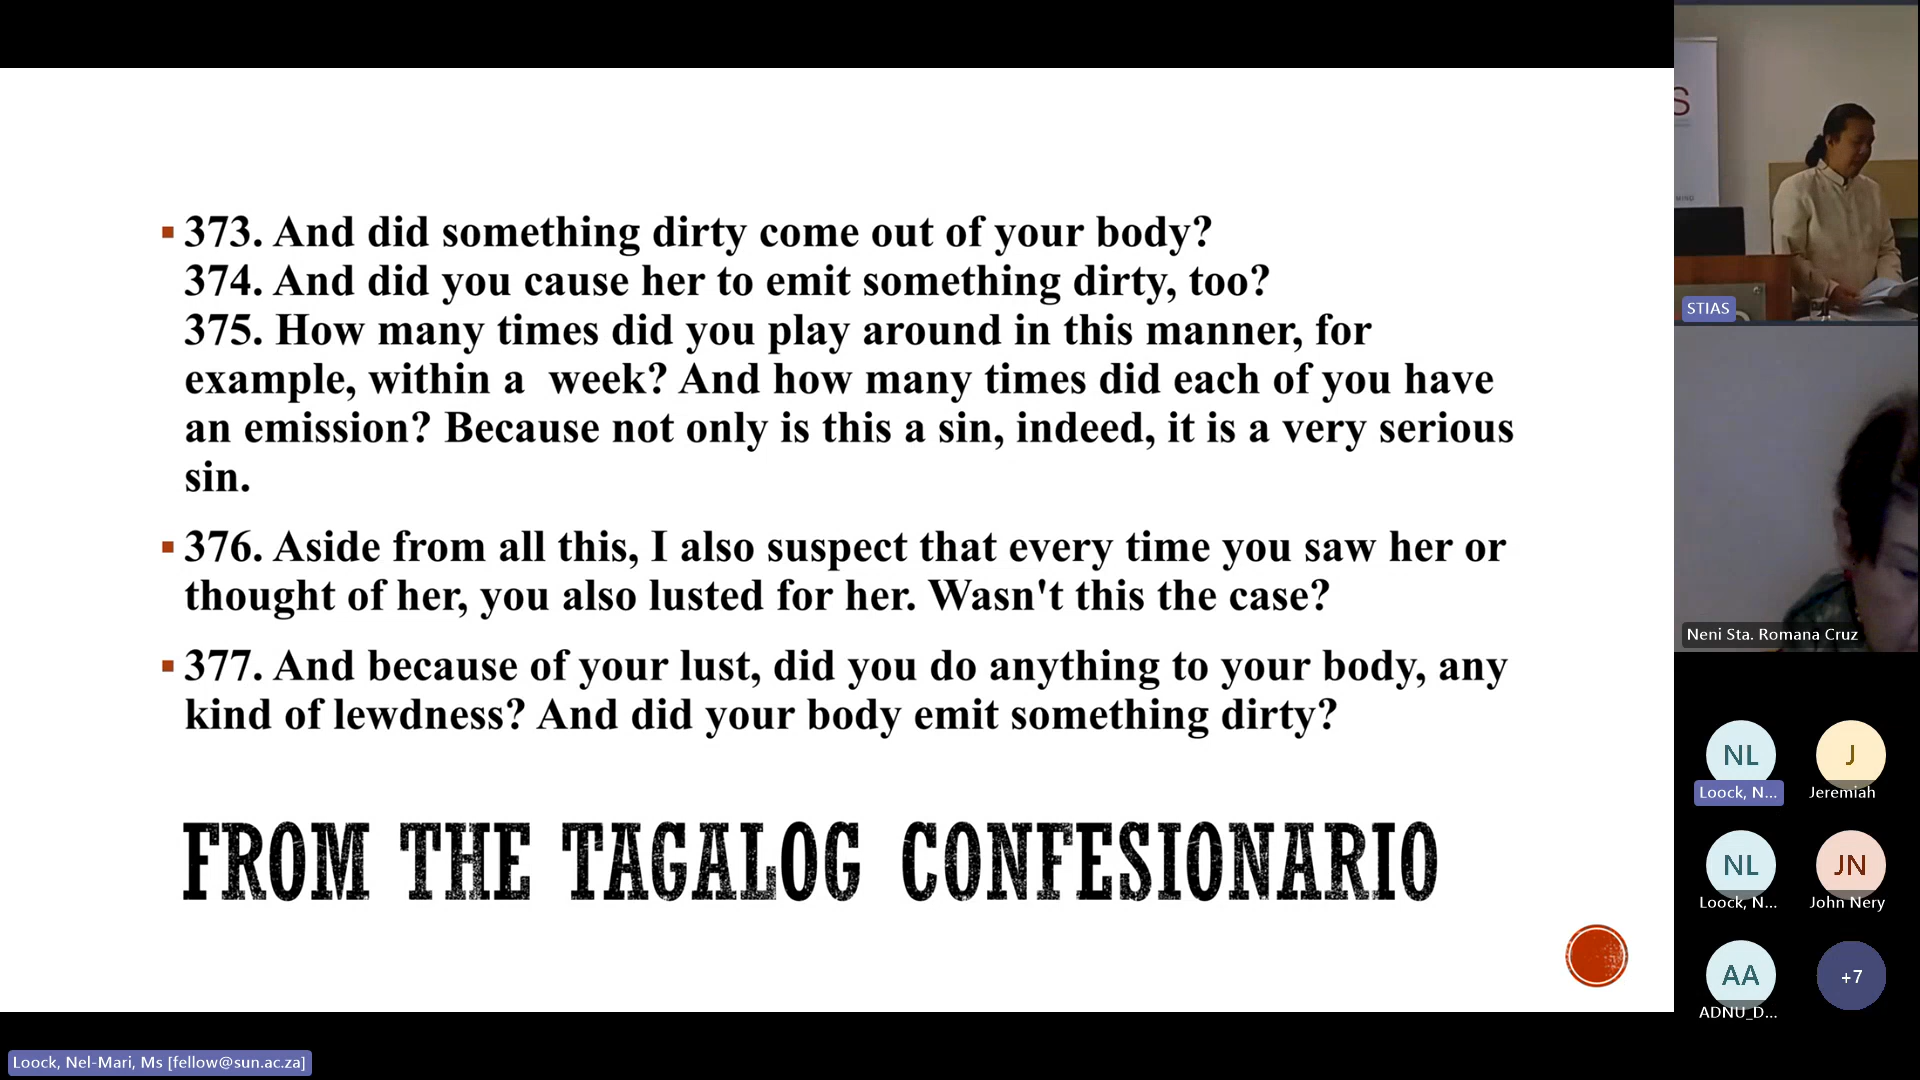 373. And did something dirty come out of your body?
374. And did you cause her to emit something dirty, too?
375. How many times did you play around in this manner, for
example, within a  week? And how many times did each of you have
an emission? Because not only is this a sin, indeed, it is a very serious
sin.
376. Aside from all this, I also suspect that every time you saw her or
thought of her, you also lusted for her. Wasn't this the case?
377. And because of your lust, did you do anything to your body, any
kind of lewdness? And did your body emit something dirty?
FROM THE TAGALOG CONFESIONARIO
S
STIAS
Neni Sta. Romana Cruz
NL
J
Loock, N...
Jeremiah
NL
JN
Loock, N...
John Nery
AA
+7
ADNU_D...
Loock, Nel-Mari, Ms [fellow@sun.ac.za]